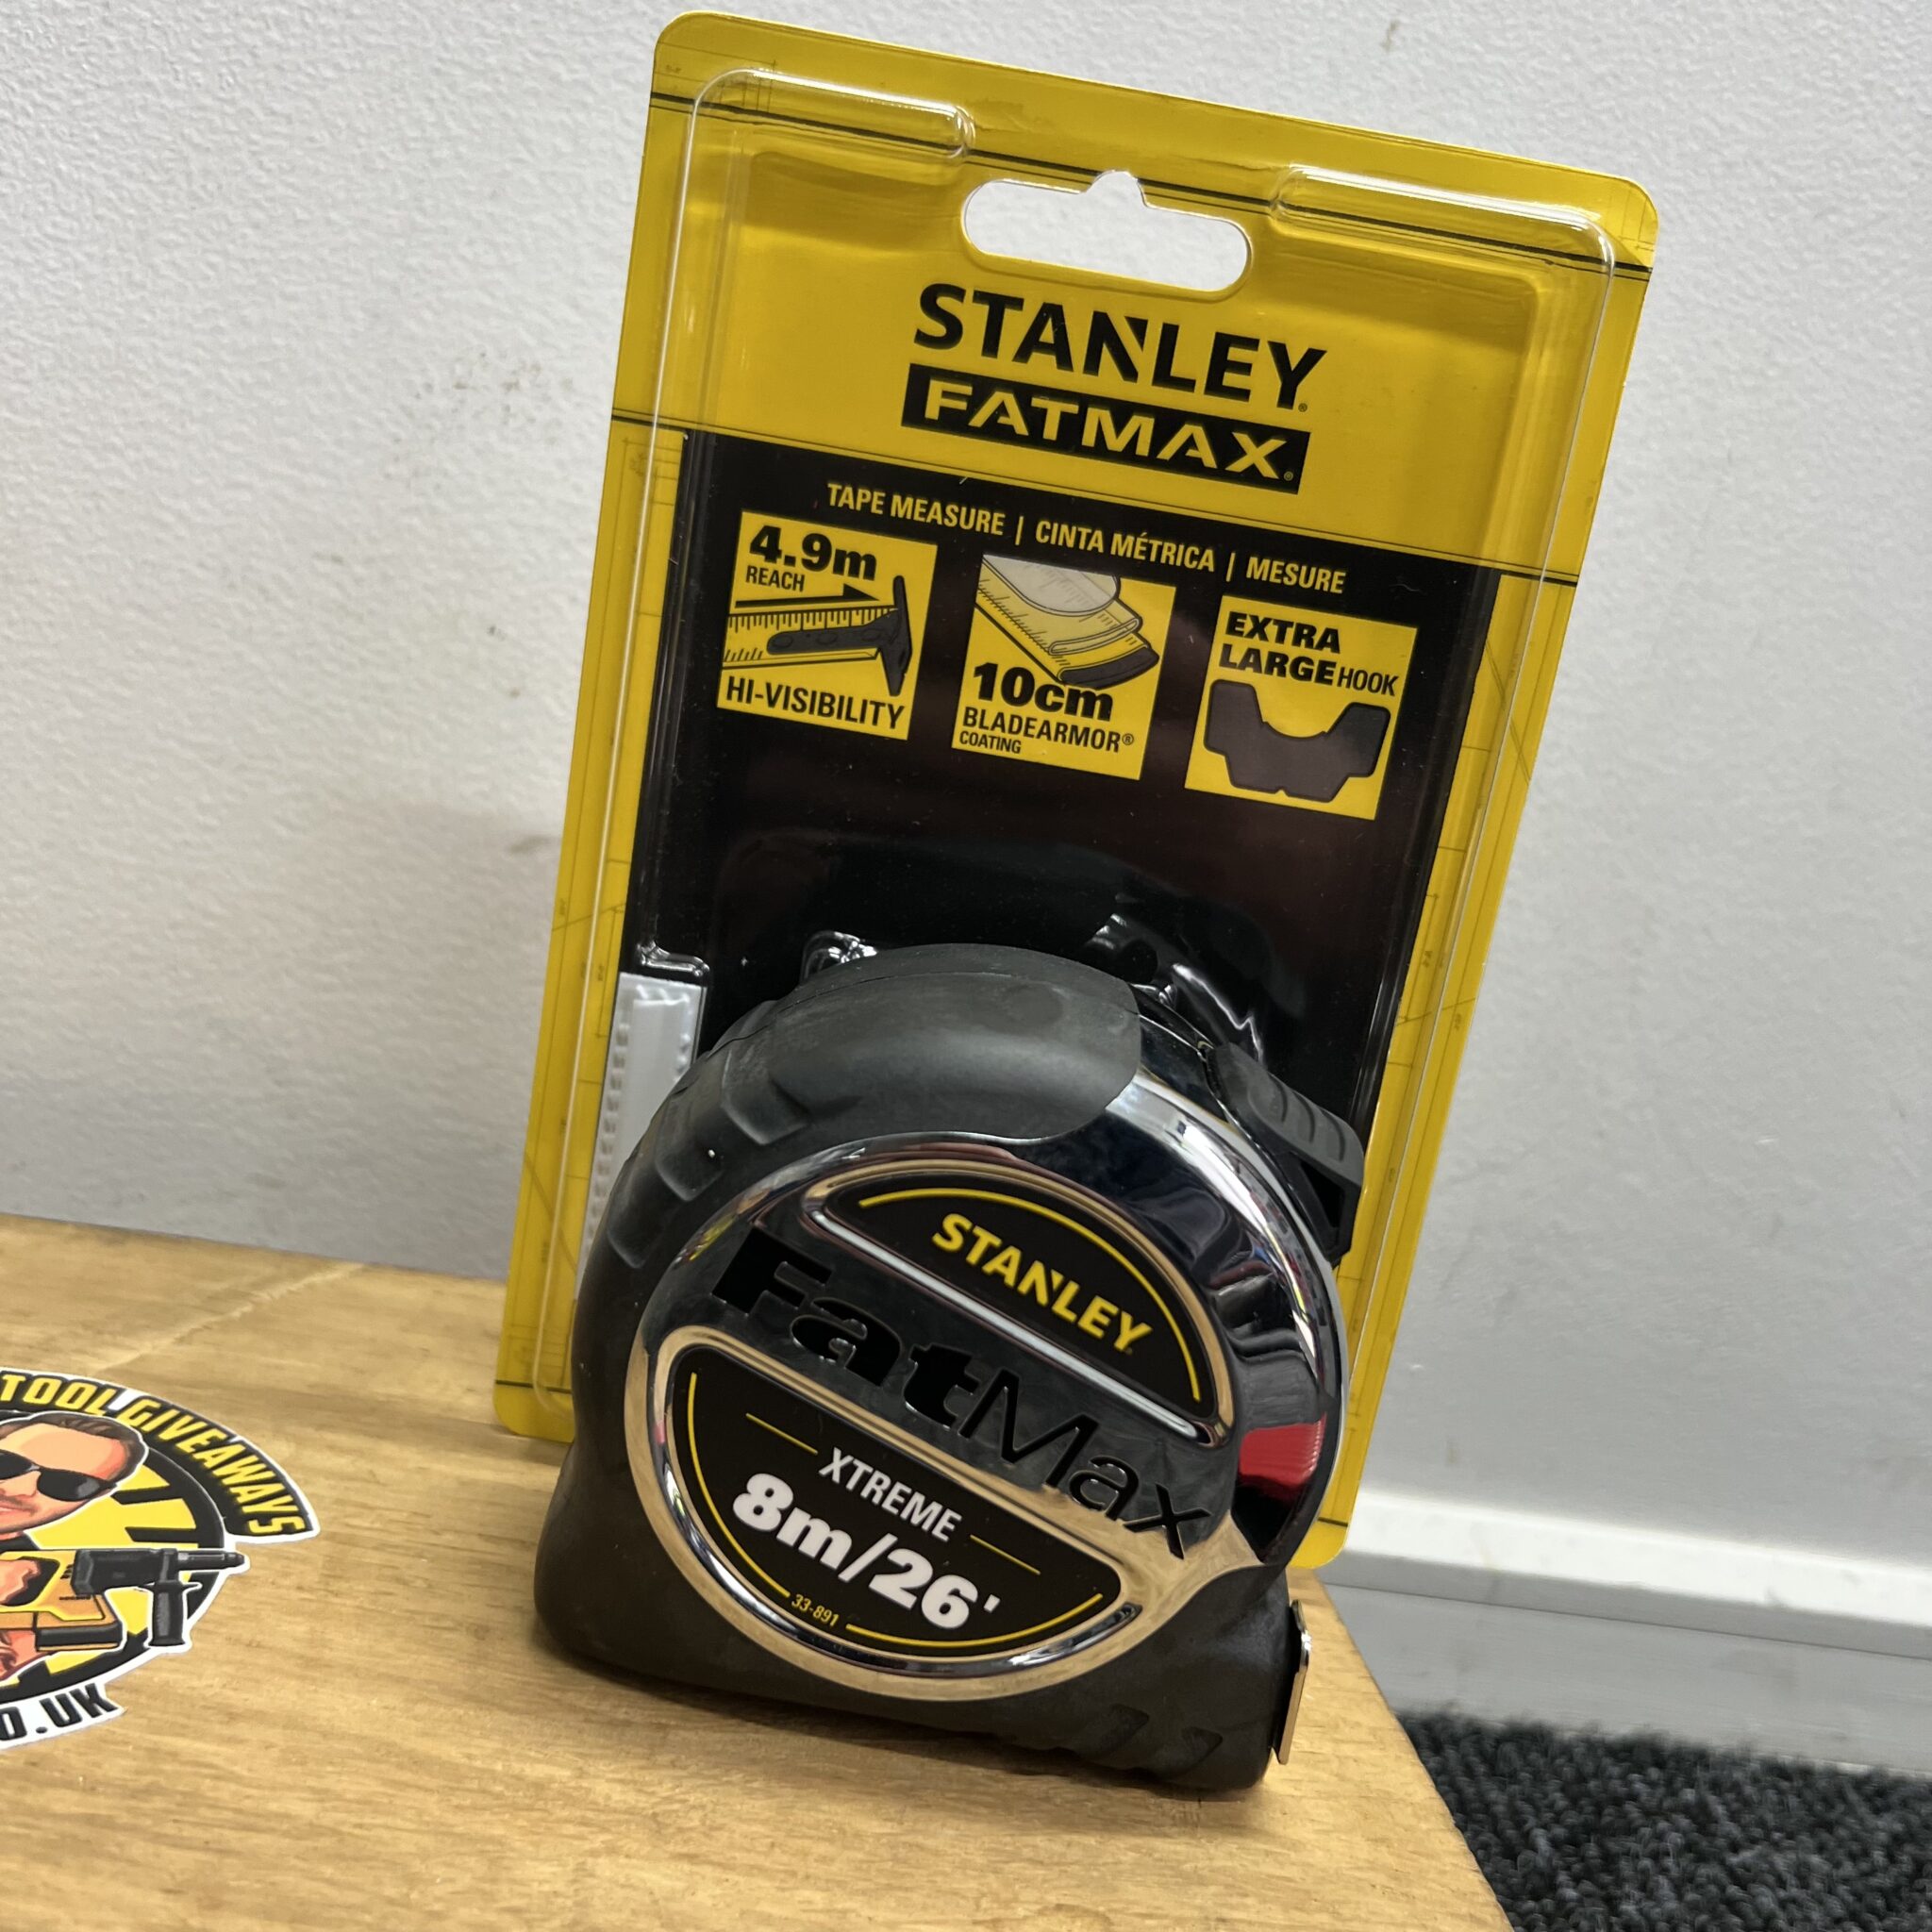 STANLEY®
FATMAX®
TAPE MEASURE | CINTA MÉTRICA | MESURE
4.9m
REACH
HI-VISIBILITY
10cm
BLADEARMOR®
COATING
EXTRA
LARGE HOOK
STANLEY
FatMax
XTREME
8m/26'
33-891
TOOL GIVEAWAYS
O.UK